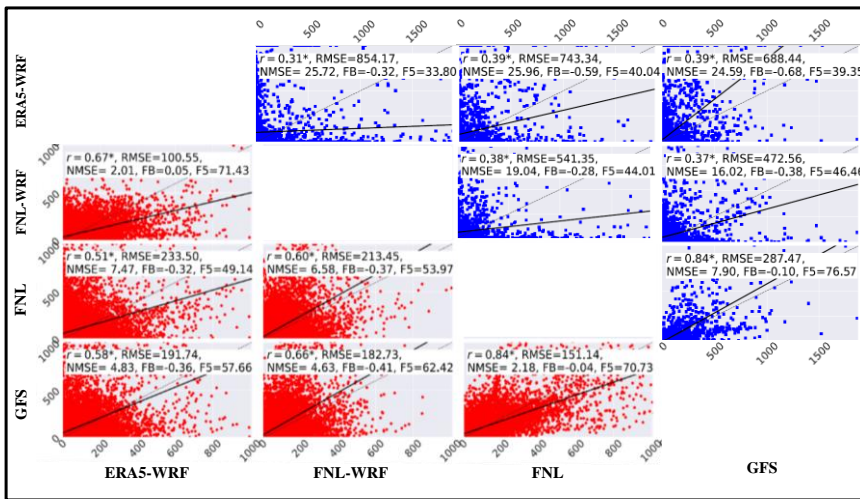 0 500 1000 1500 0 500 1000 1500 0 500 1000 1500
ERA5-WRF
r = 0.31*, RMSE=854.17,
NMSE= 25.72, FB=-0.32, F5=33.80
r = 0.39*, RMSE=743.34,
NMSE= 25.96, FB=-0.59, F5=40.04
r = 0.39*, RMSE=688.44,
NMSE= 24.59, FB=-0.68, F5=39.35
FNL-WRF
1000
500
0
r = 0.67*, RMSE=100.55,
NMSE= 2.01, FB=0.05, F5=71.43
r = 0.38*, RMSE=541.35,
NMSE= 19.04, FB=-0.28, F5=44.01
r = 0.37*, RMSE=472.56,
NMSE= 16.02, FB=-0.38, F5=46.46
FNL
1000
500
0
r = 0.51*, RMSE=233.50,
NMSE= 7.47, FB=-0.32, F5=49.14
r = 0.60*, RMSE=213.45,
NMSE= 6.58, FB=-0.37, F5=53.97
r = 0.84*, RMSE=287.47,
NMSE= 7.90, FB=-0.10, F5=76.57
GFS
1000
500
0
r = 0.58*, RMSE=191.74,
NMSE= 4.83, FB=-0.36, F5=57.66
r = 0.66*, RMSE=182.73,
NMSE= 4.63, FB=-0.41, F5=62.42
r = 0.84*, RMSE=151.14,
NMSE= 2.18, FB=-0.04, F5=70.73
0 500 1000 1500
0 200 400 600 800 1000 200 400 600 800 1000 200 400 600 800 1000
ERA5-WRF FNL-WRF FNL GFS